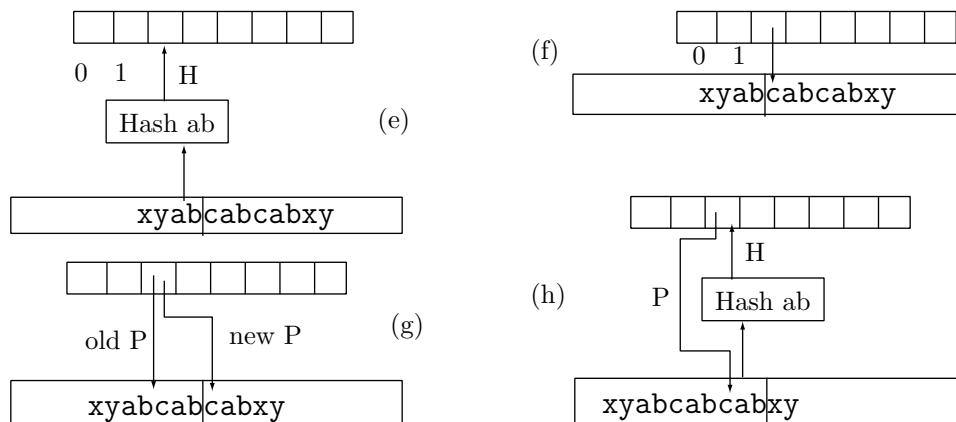 0 1 H
Hash ab
(e)
xyabcabcabxy
(f)
0 1
xyabcabcabxy
old P
new P
(g)
xyabcabcabxy
H
(h)
P
Hash ab
xyabcabcabxy